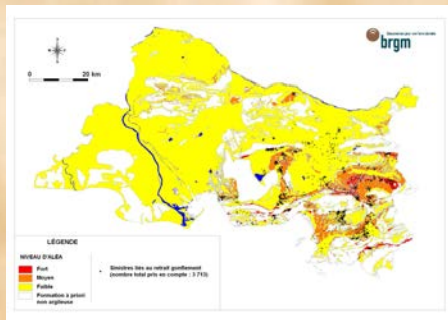 brgm
0 20 km
LÉGENDE
NIVEAU D'ALÉA
Fort
Moyen
Faible
Formation à priori
non argileuse
Sinistres liés au retrait gonflement
(nombre total pris en compte : 3 713)